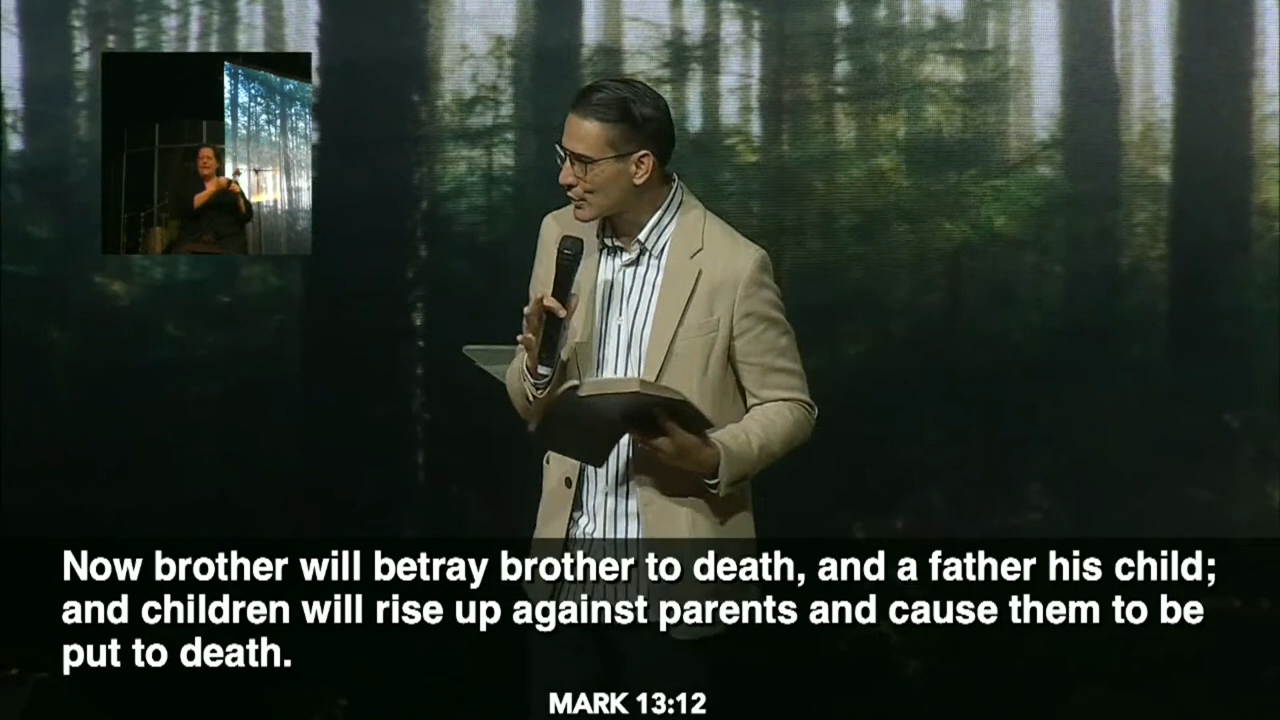 Now brother will betray brother to death, and a father his child;
and children will rise up against parents and cause them to be
put to death.
MARK 13:12